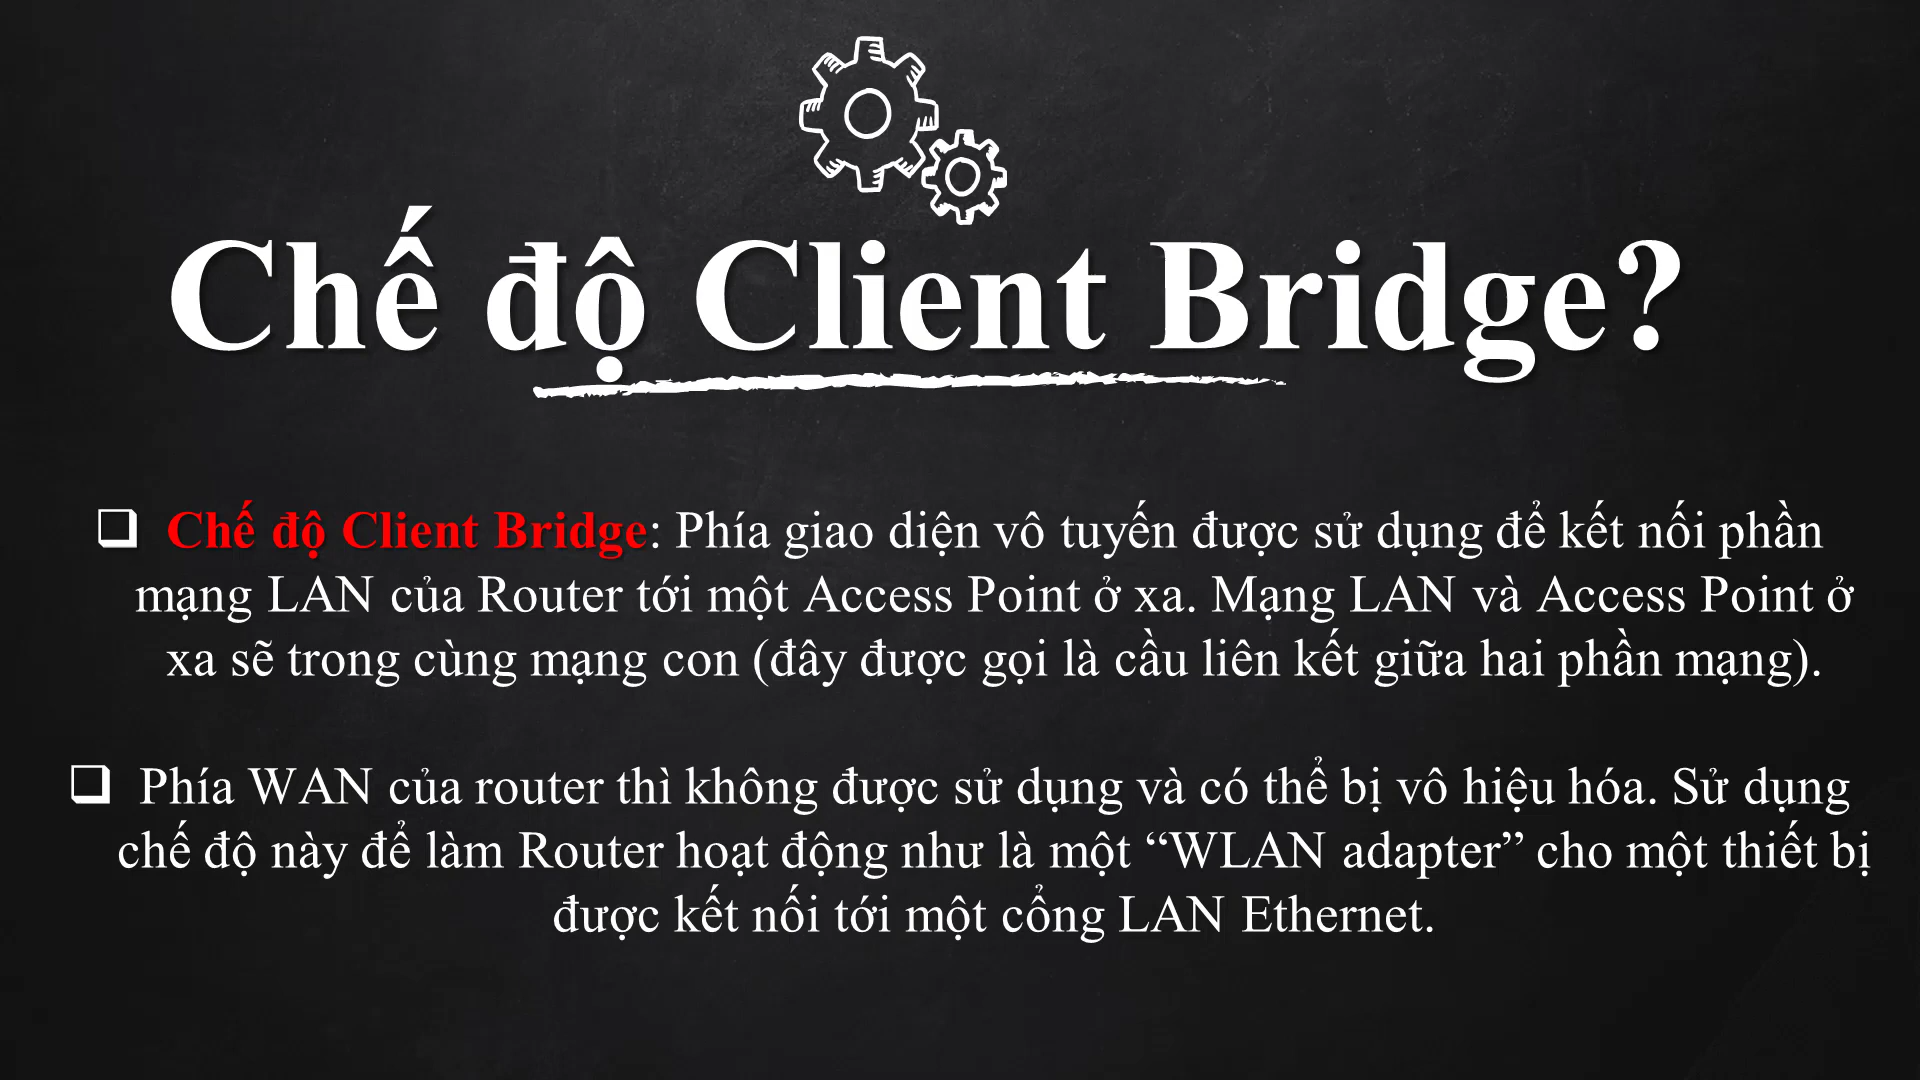 Chế độ Client Bridge?
❑ Chế độ Client Bridge: Phía giao diện vô tuyến được sử dụng để kết nối phần
mạng LAN của Router tới một Access Point ở xa. Mạng LAN và Access Point ở
xa sẽ trong cùng mạng con (đây được gọi là cầu liên kết giữa hai phần mạng).
❑ Phía WAN của router thì không được sử dụng và có thể bị vô hiệu hóa. Sử dụng
chế độ này để làm Router hoạt động như là một “WLAN adapter” cho một thiết bị
được kết nối tới một cổng LAN Ethernet.